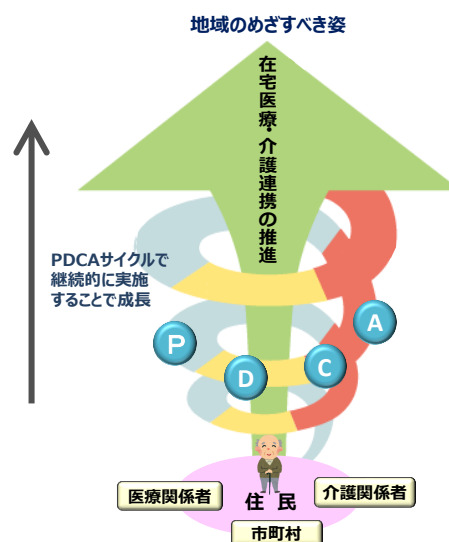 地域のめざすべき姿
在宅医療・介護連携の推進
PDCAサイクルで
継続的に実施
することで成長
P
D
C
A
医療関係者
住民
介護関係者
市町村